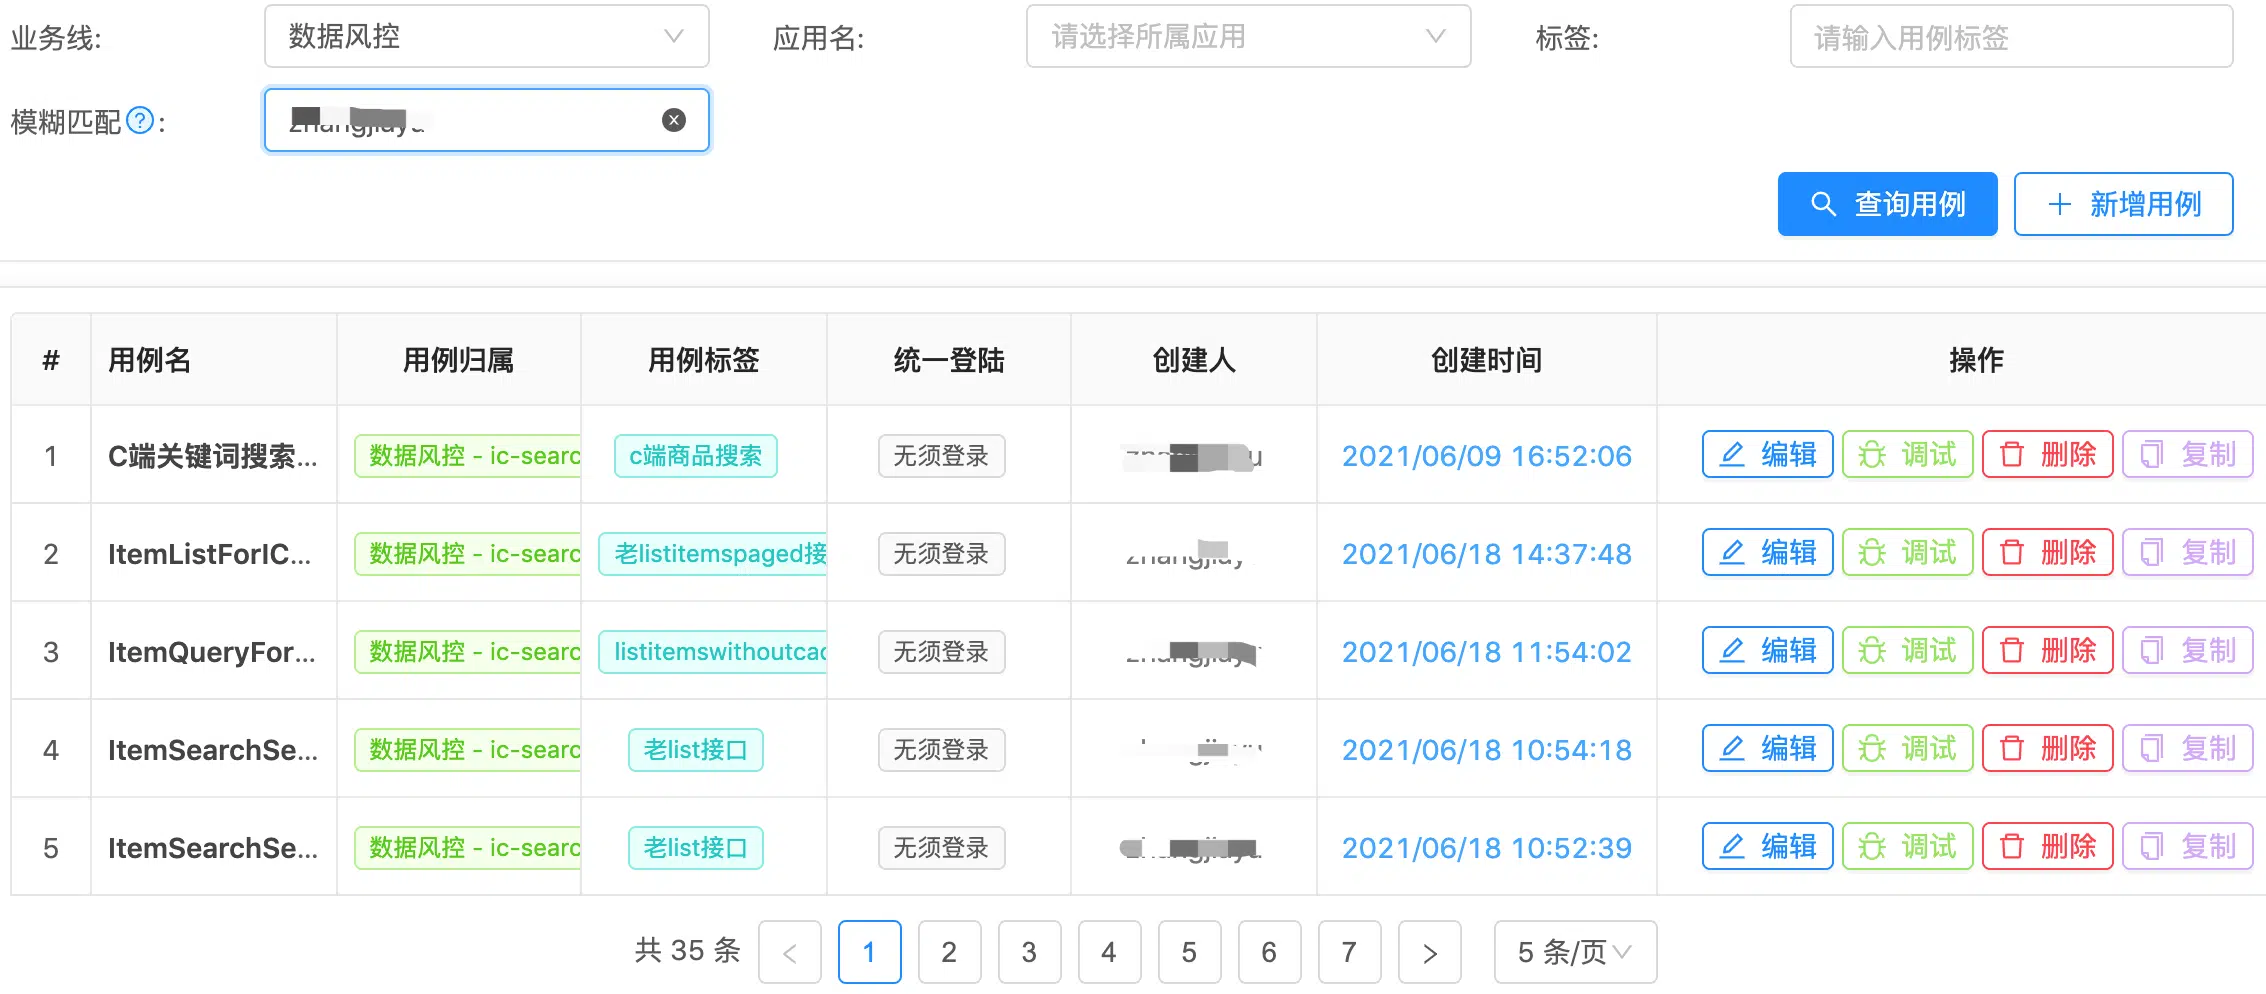 业务线: 数据风控 应用名: 请选择所属应用 标签: 请输入用例标签
模糊匹配?:
查询用例 新增用例
# 用例名 用例归属 用例标签 统一登陆 创建人 创建时间 操作
1 C端关键词搜索... 数据风控 - ic-searc c端商品搜索 无须登录 2021/06/09 16:52:06 编辑 调试 删除 复制
2 ItemListForIC... 数据风控 - ic-searc 老listitemspaged接 无须登录 2021/06/18 14:37:48 编辑 调试 删除 复制
3 ItemQueryFor... 数据风控 - ic-searc listitemswithoutcac 无须登录 2021/06/18 11:54:02 编辑 调试 删除 复制
4 ItemSearchSe... 数据风控 - ic-searc 老list接口 无须登录 2021/06/18 10:54:18 编辑 调试 删除 复制
5 ItemSearchSe... 数据风控 - ic-searc 老list接口 无须登录 2021/06/18 10:52:39 编辑 调试 删除 复制
共 35 条 < 1 2 3 4 5 6 7 > 5 条/页